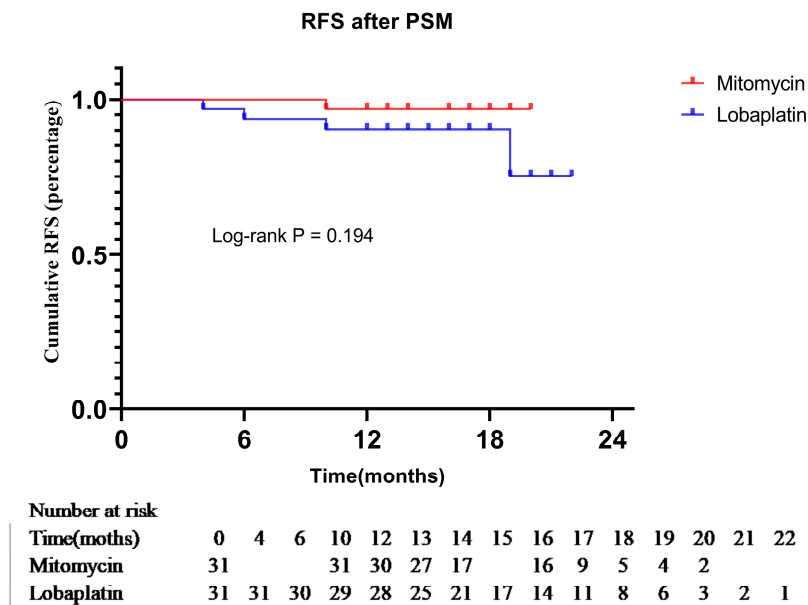 RFS after PSM
Mitomycin
Lobaplatin
Cumulative RFS (percentage)
1.0
0.5
0.0
Log-rank P = 0.194
0 6 12 18 24
Time(months)
Number at risk
Time(moths) 0 4 6 10 12 13 14 15 16 17 18 19 20 21 22
Mitomycin 31 31 30 27 17 16 9 5 4 2
Lobaplatin 31 31 30 29 28 25 21 17 14 11 8 6 3 2 1